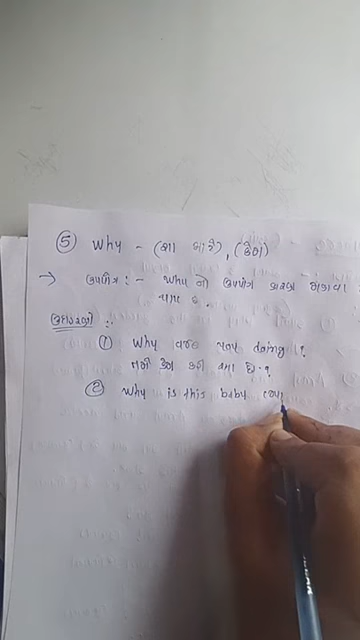 ⑤ Why - (શા માટે), (કેમ)
→ ઉપયોગ :- Why નો ઉપયોગ કારણ જાણવા
થાય છે.
ઉદાહરણો :-
① Why are you doing !?
તમે કેમ કરી રહ્યા છો ?
② Why is this baby cry